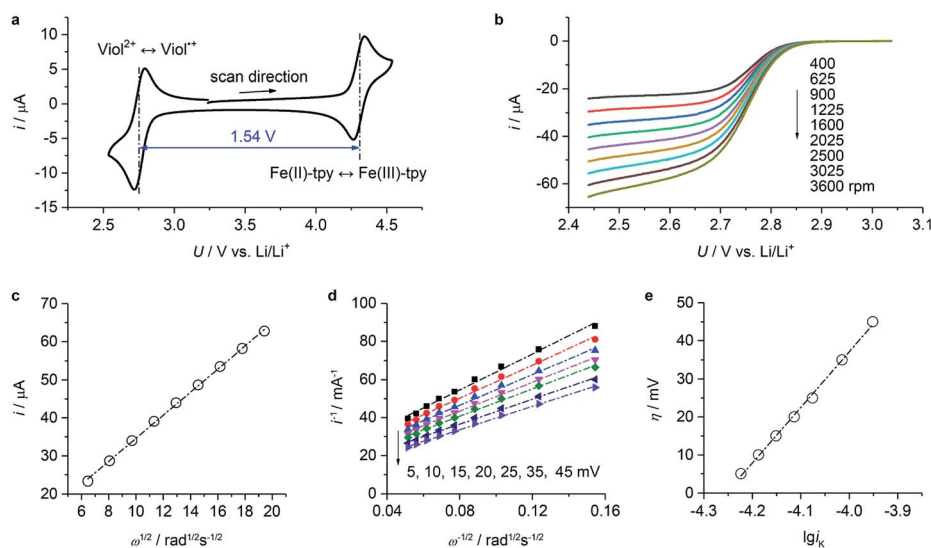 a
Viol²⁺ ↔ Viol•⁺
scan direction
1.54 V
Fe(II)-tpy ↔ Fe(III)-tpy
i / μA
10
5
0
-5
-10
-15
2.5 3.0 3.5 4.0 4.5
U / V vs. Li/Li⁺
b
i / μA
0
-20
-40
-60
400
625
900
1225
1600
2025
2500
3025
3600 rpm
2.4 2.5 2.6 2.7 2.8 2.9 3.0 3.1
U / V vs. Li/Li⁺
c
i / μA
70
60
50
40
30
20
6 8 10 12 14 16 18 20
ω^1/2 / rad^1/2s^-1/2
d
i⁻¹ / mA⁻¹
100
80
60
40
20
0
5, 10, 15, 20, 25, 35, 45 mV
0.04 0.08 0.12 0.16
ω^-1/2 / rad^1/2s^-1/2
e
η / mV
50
40
30
20
10
0
-4.3 -4.2 -4.1 -4.0 -3.9
lgi_K